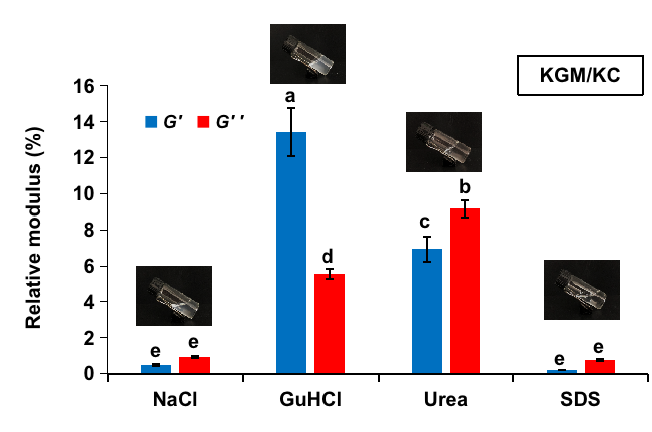 KGM/KC
Relative modulus (%)
16
14
12
10
8
6
4
2
0
G' G' '
e e
a d
c b
e e
NaCl GuHCl Urea SDS